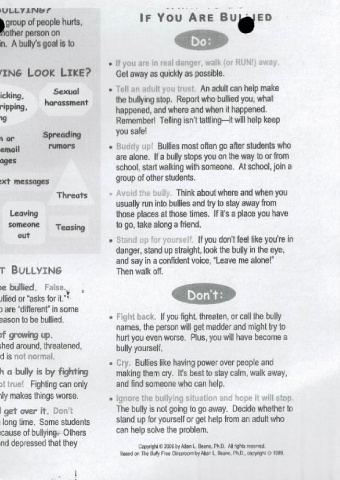 BULLYING?
group of people hurts,
nother person on
in. A bully's goal is to
YING LOOK LIKE?
icking,
ripping,
ng
Sexual
harassment
n or
email
ages
Spreading
rumors
ext messages
Threats
Leaving
someone
out
Teasing
T BULLYING
be bullied. False.
ullied or "asks for it."
o are "different" in some
eason to be bullied.
of growing up.
shed around, threatened,
d is not normal.
h a bully is by fighting
ot true! Fighting can only
ly makes things worse.
d get over it. Don't
long time. Some students
cause of bullying. Others
nd depressed that they
IF YOU ARE BULLIED
Do:
• If you are in real danger, walk (or RUN!) away.
Get away as quickly as possible.
• Tell an adult you trust. An adult can help make
the bullying stop. Report who bullied you, what
happened, and where and when it happened.
Remember! Telling isn't tattling—it will help keep
you safe!
• Buddy up! Bullies most often go after students who
are alone. If a bully stops you on the way to or from
school, start walking with someone. At school, join a
group of other students.
• Avoid the bully. Think about where and when you
usually run into bullies and try to stay away from
those places at those times. If it's a place you have
to go, take along a friend.
• Stand up for yourself. If you don't feel like you're in
danger, stand up straight, look the bully in the eye,
and say in a confident voice, "Leave me alone!"
Then walk off.
Don't:
• Fight back. If you fight, threaten, or call the bully
names, the person will get madder and might try to
hurt you even worse. Plus, you will have become a
bully yourself.
• Cry. Bullies like having power over people and
making them cry. It's best to stay calm, walk away,
and find someone who can help.
• Ignore the bullying situation and hope it will stop.
The bully is not going to go away. Decide whether to
stand up for yourself or get help from an adult who
can help solve the problem.
Copyright © 2006 by Allan L. Beane, Ph.D. All rights reserved.
Based on The Bully Free Classroom by Allan L. Beane, Ph.D., copyright © 1999.